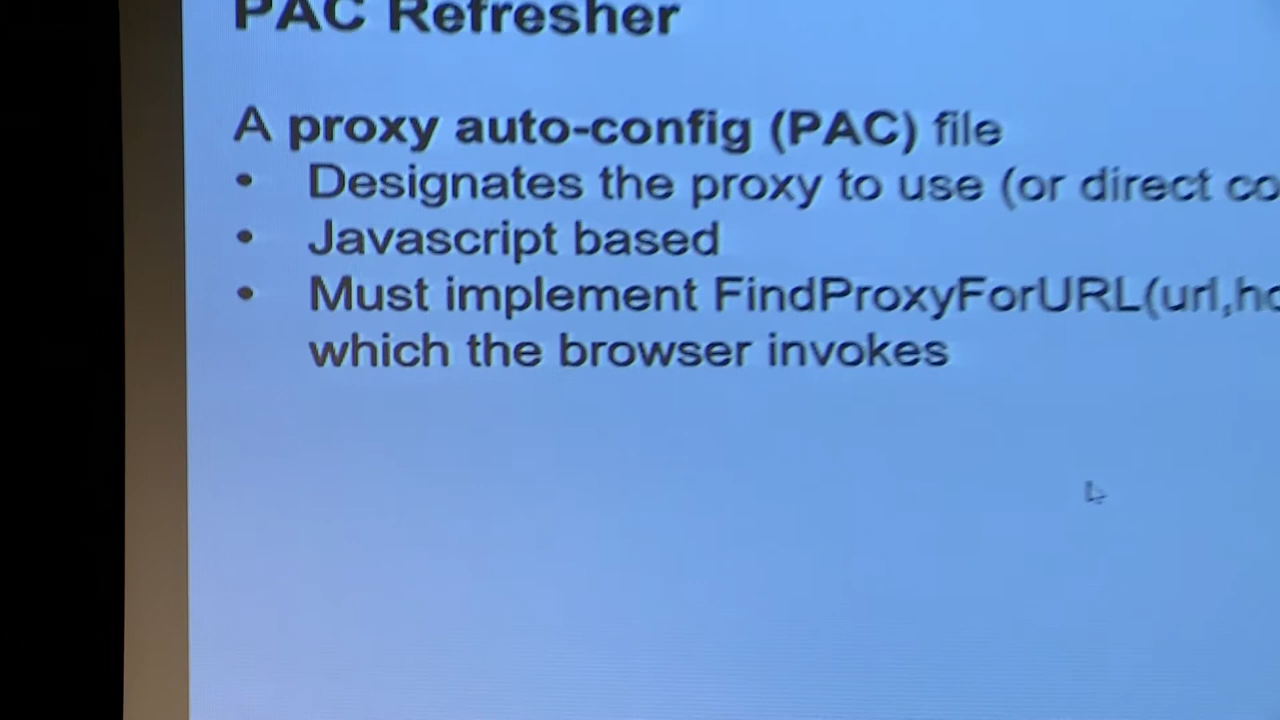 PAC Refresher
A proxy auto-config (PAC) file
• Designates the proxy to use (or direct co
• Javascript based
• Must implement FindProxyForURL(url,ho
which the browser invokes